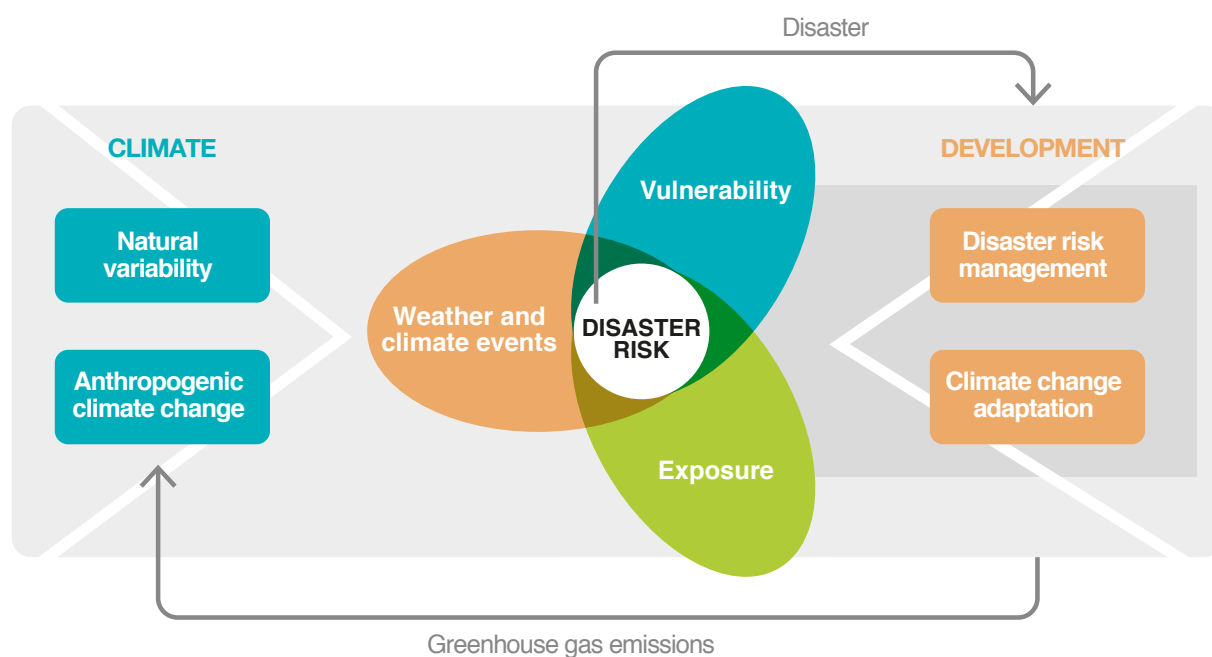 Disaster
CLIMATE
DEVELOPMENT
Natural
variability
Anthropogenic
climate change
Weather and
climate events
Vulnerability
DISASTER
RISK
Exposure
Disaster risk
management
Climate change
adaptation
Greenhouse gas emissions